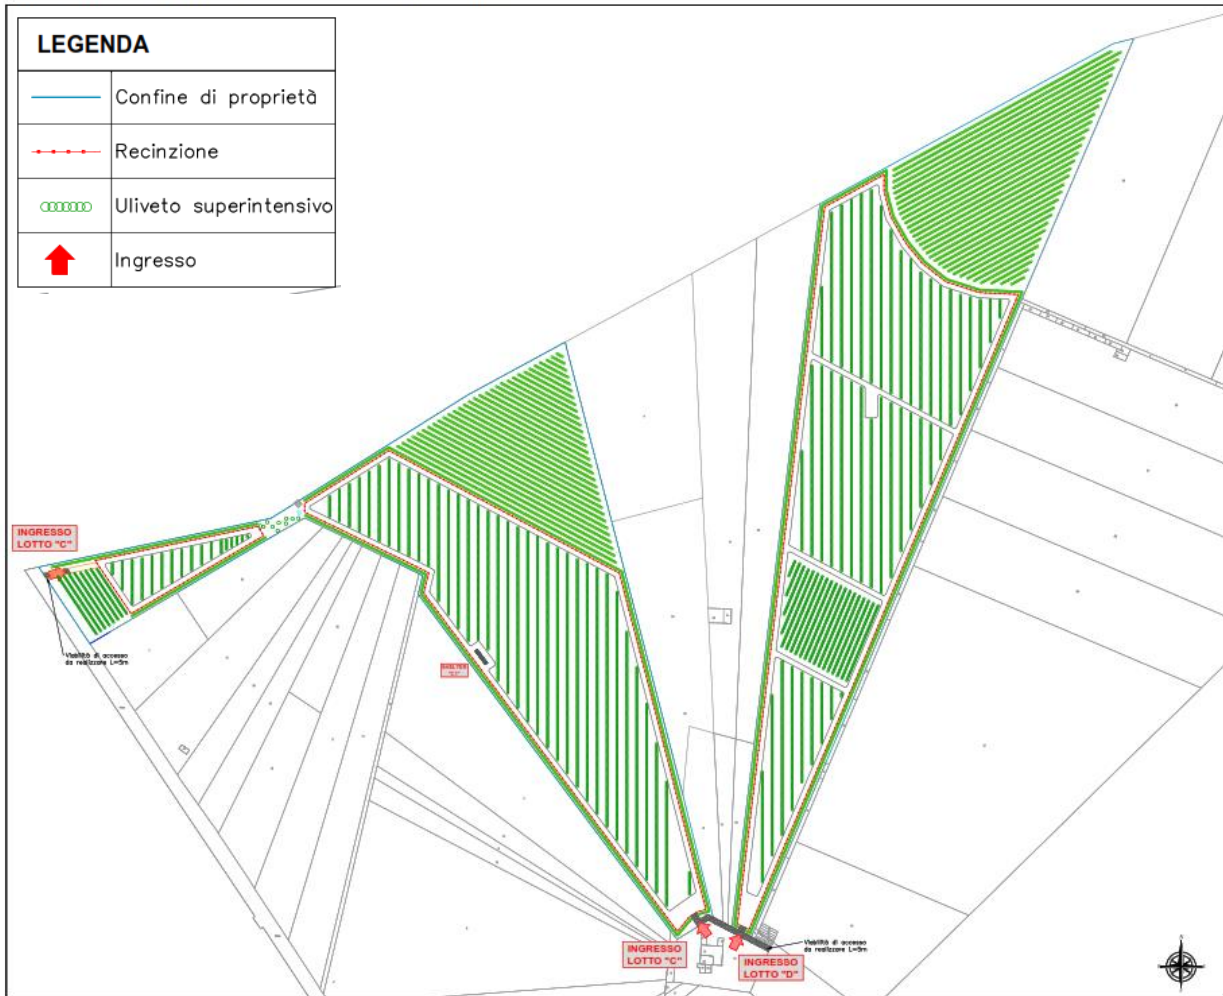 LEGENDA
Confine di proprietà
Recinzione
Uliveto superintensivo
Ingresso
INGRESSO
LOTTO "C"
Viabilità di accesso
da realizzare L=5m
INGRESSO
LOTTO "C"
INGRESSO
LOTTO "D"
Viabilità di accesso
da realizzare L=5m